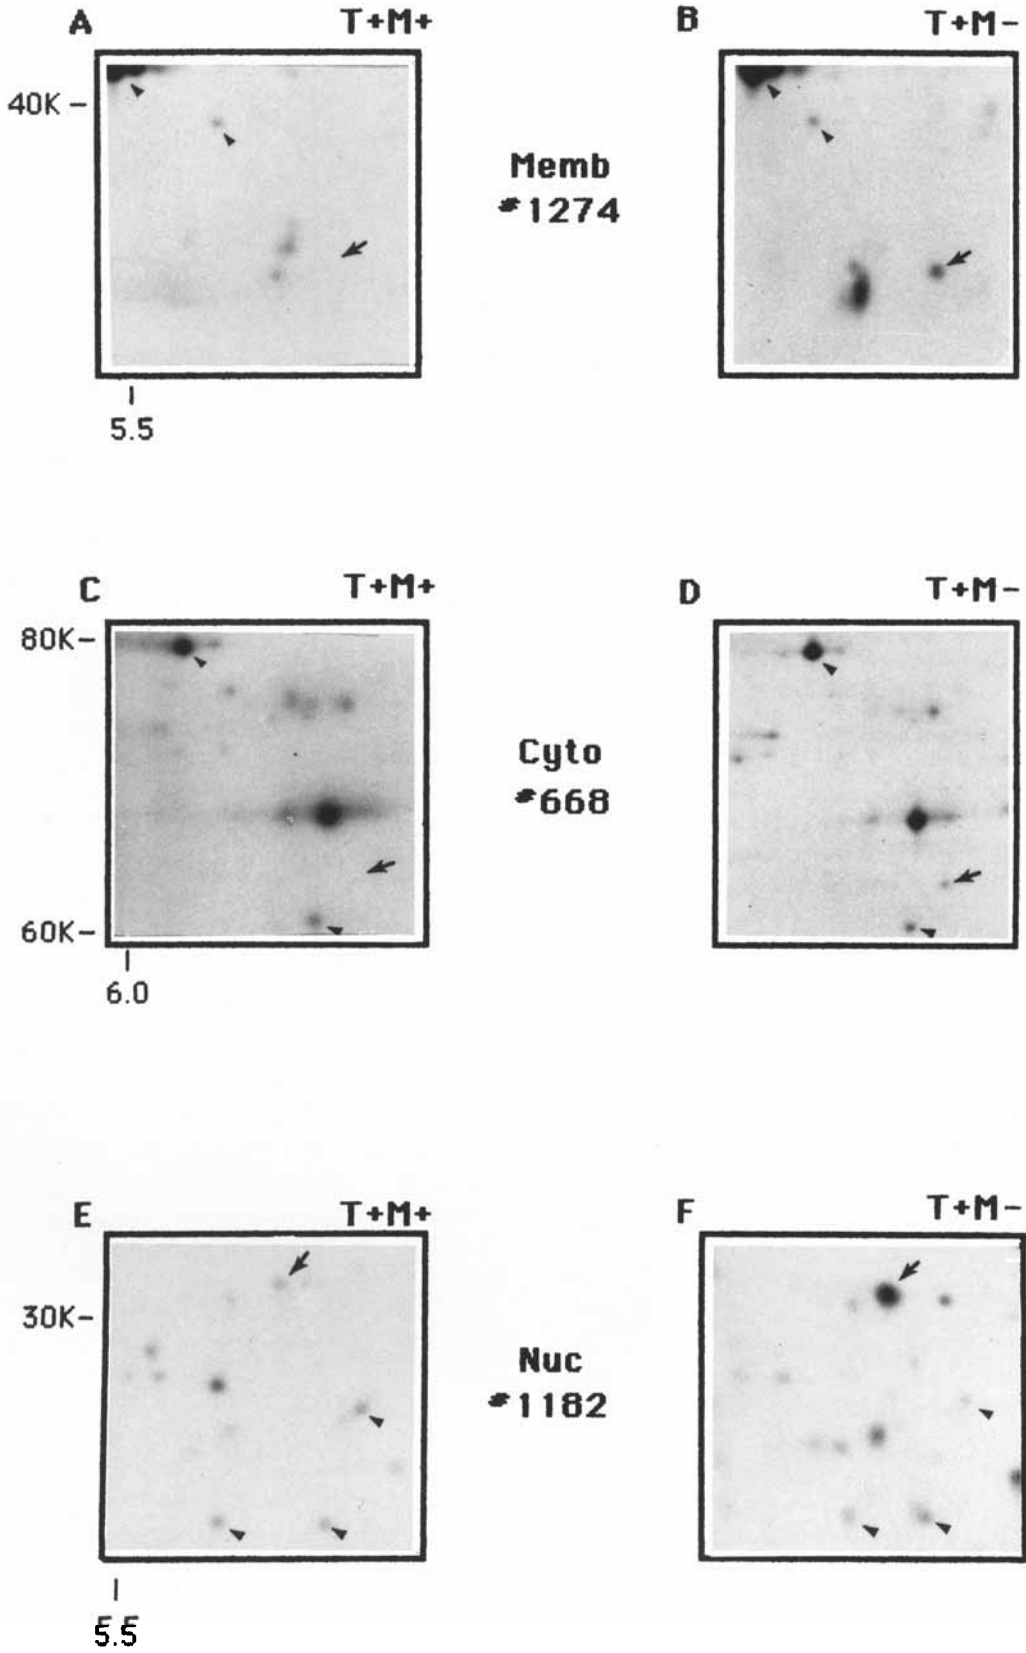 A T+M+
B T+M-
40K
Memb
#1274
5.5
C T+M+
D T+M-
80K
Cyto
#668
60K
6.0
E T+M+
F T+M-
30K
Nuc
#1182
5.5